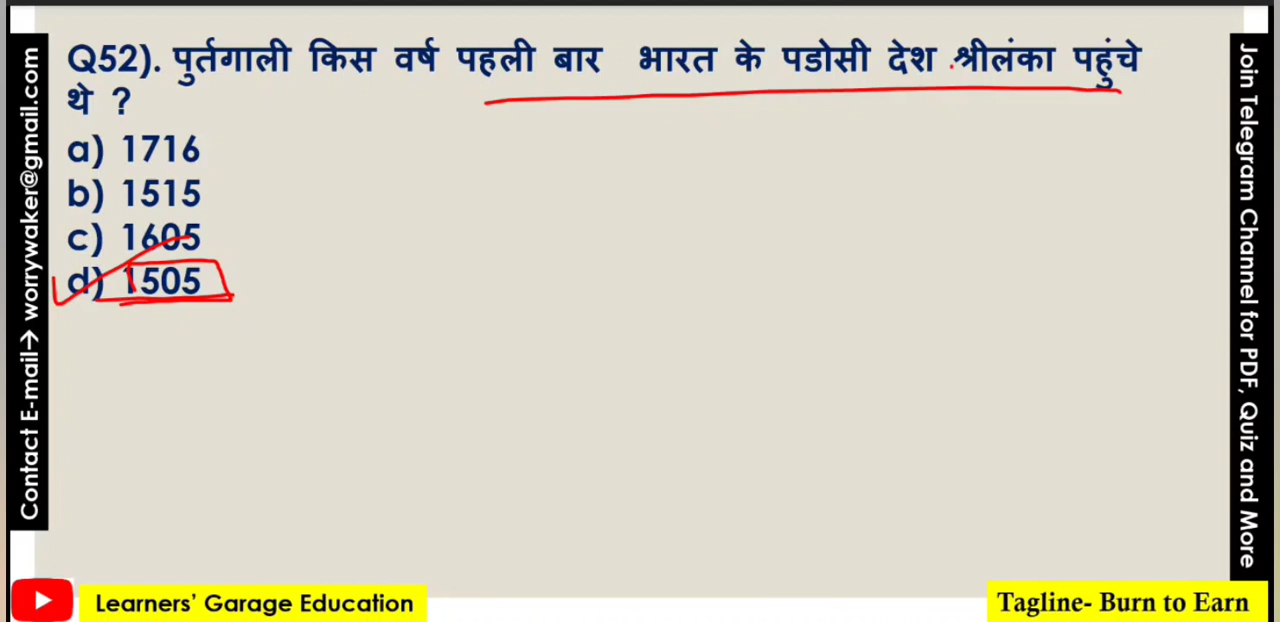 Q52). पुर्तगाली किस वर्ष पहली बार भारत के पडोसी देश श्रीलंका पहुंचे
थे ?
a) 1716
b) 1515
c) 1605
d) 1505
Contact E-mail→ worrywaker@gmail.com
Join Telegram Channel for PDF, Quiz and More
Learners’ Garage Education
Tagline- Burn to Earn